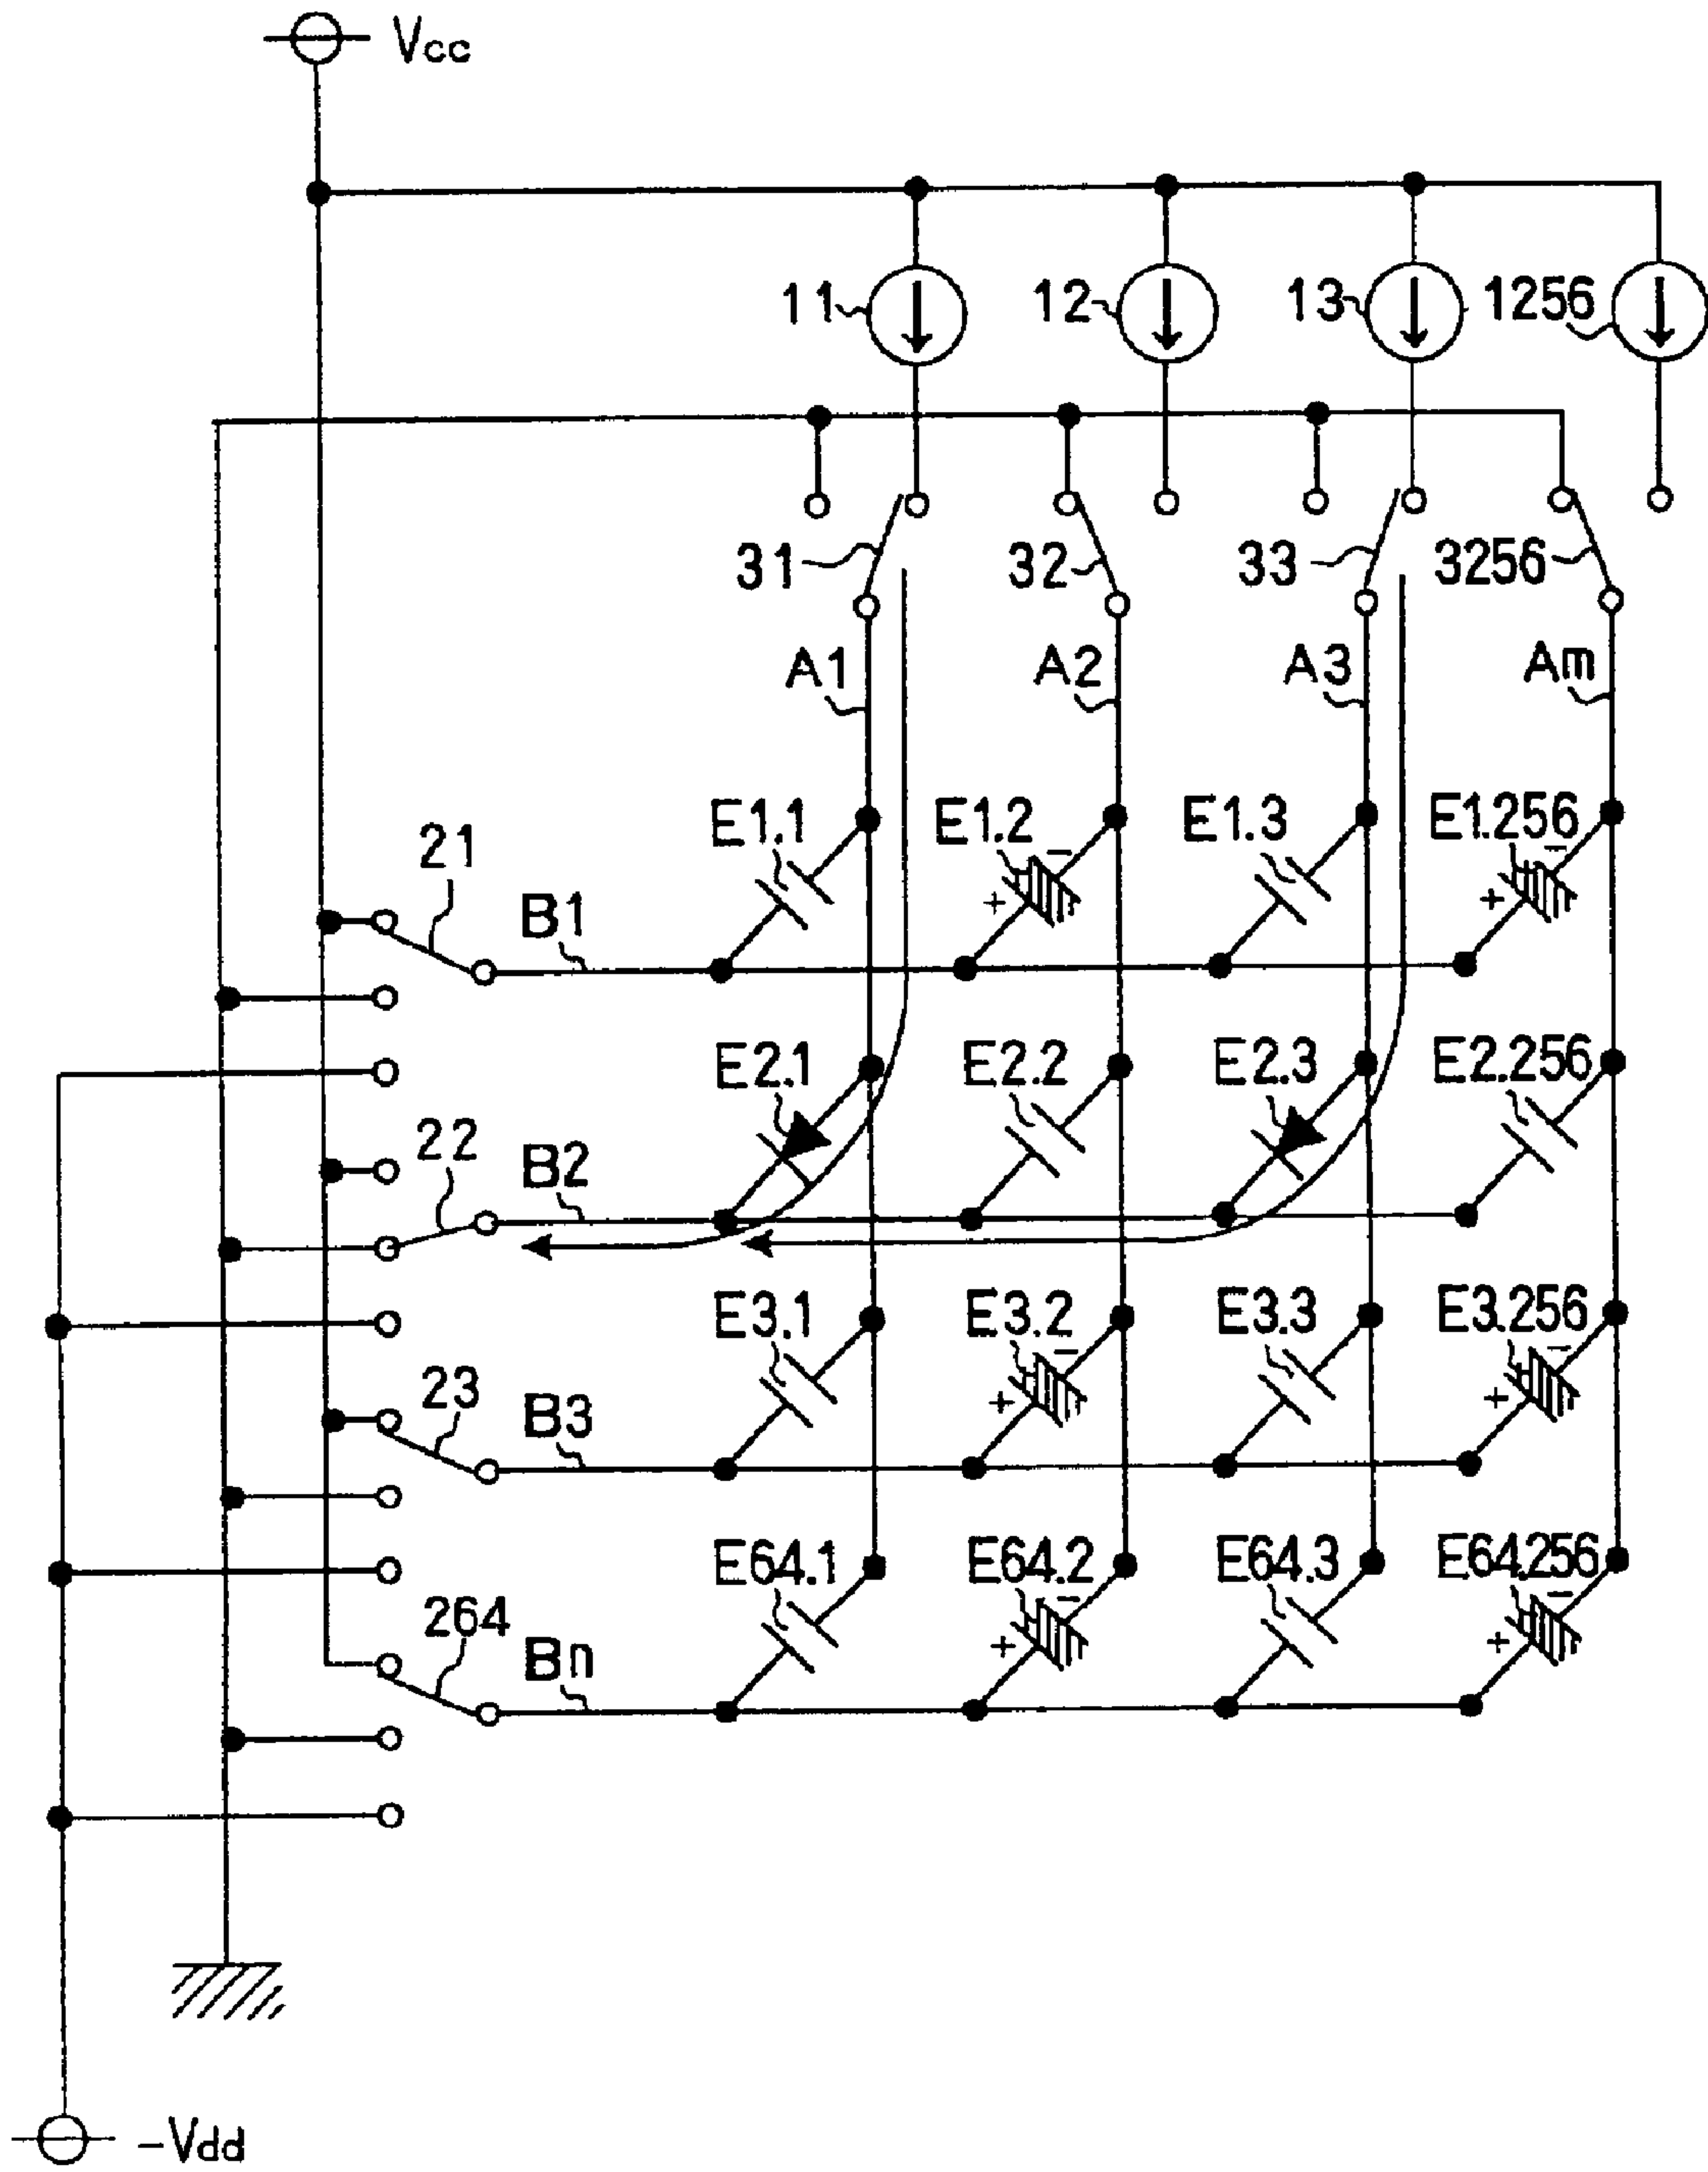 Vcc
11 12 13 1256
31 32 33 3256
A1 A2 A3 Am
E1.1 E1.2 E1.3 E1.256
- -
21
+ +
B1
E2.1 E2.2 E2.3 E2.256
22
B2
E3.1 E3.2 E3.3 E3.256
- -
23
+ +
B3
E64.1 E64.2 E64.3 E64.256
- -
264
+ +
Bn
-Vdd